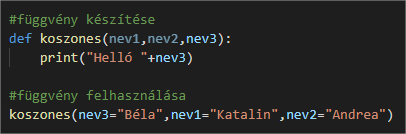 #függvény készítése
def koszones(nev1,nev2,nev3):
    print("Helló "+nev3)
#függvény felhasználása
koszones(nev3="Béla",nev1="Katalin",nev2="Andrea")